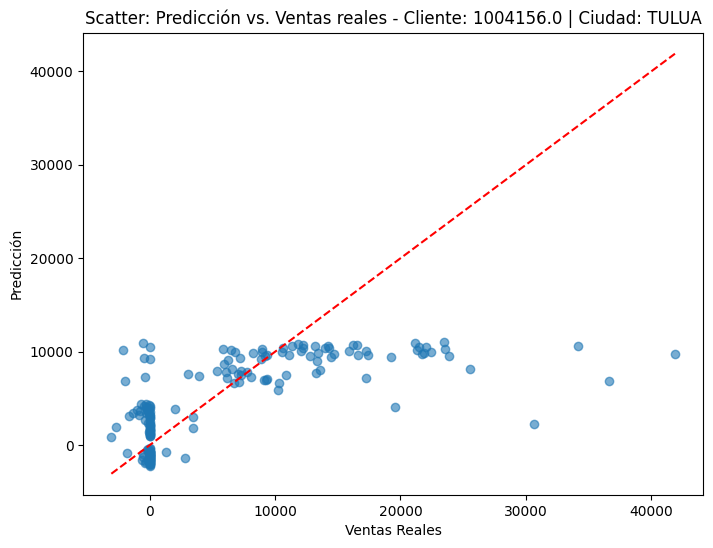 Scatter: Predicción vs. Ventas reales - Cliente: 1004156.0 | Ciudad: TULUA
Predicción
40000
30000
20000
10000
0
0 10000 20000 30000 40000
Ventas Reales